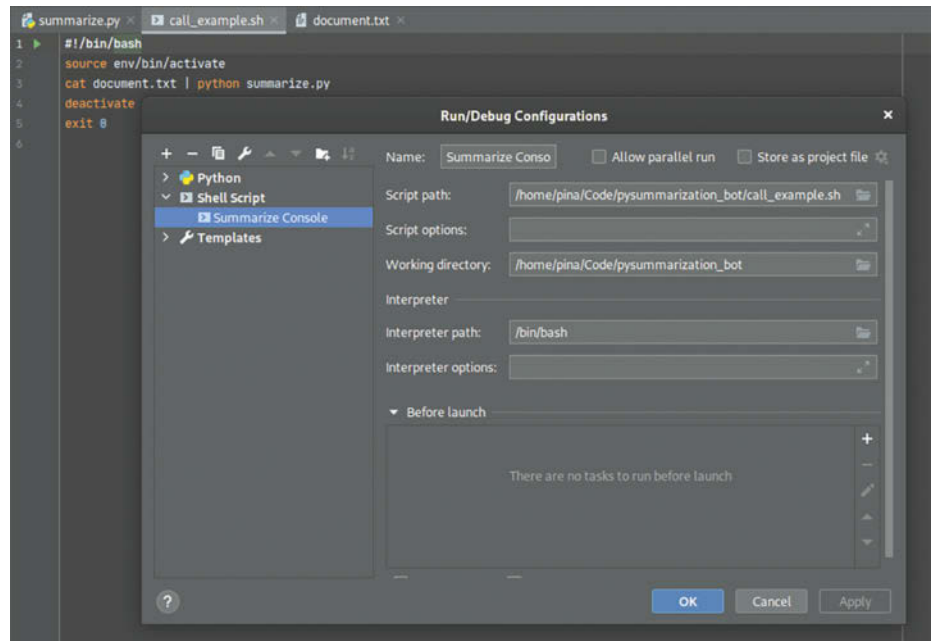 summarize.py × call_example.sh × document.txt ×
1 #!/bin/bash
2 source env/bin/activate
3 cat document.txt | python summarize.py
4 deactivate
5 exit 0
6
Run/Debug Configurations ×
Name: Summarize Conso Allow parallel run Store as project file
Python
Shell Script
Summarize Console
Templates
Script path: /home/pina/Code/pysummarization_bot/call_example.sh
Script options:
Working directory: /home/pina/Code/pysummarization_bot
Interpreter
Interpreter path: /bin/bash
Interpreter options:
Before launch
There are no tasks to run before launch
? OK Cancel Apply